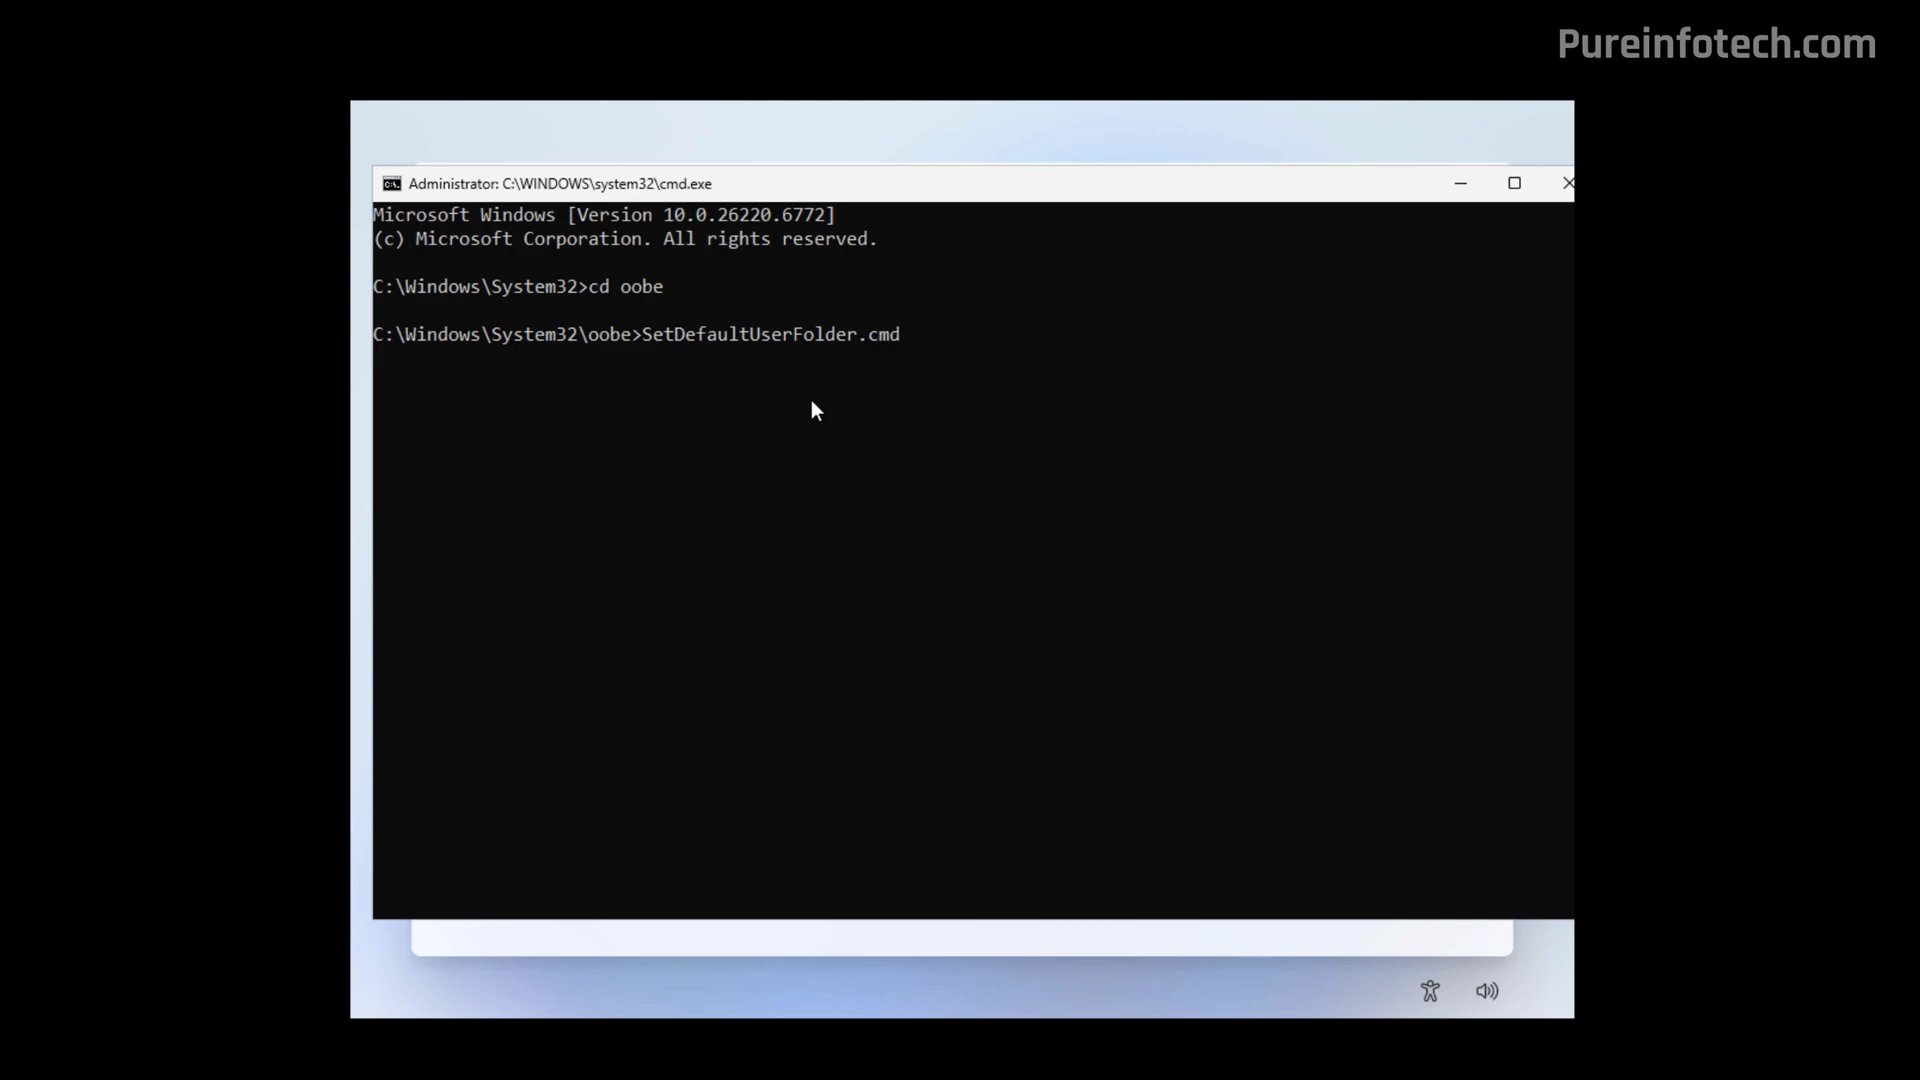 Pureinfotech.com
Administrator: C:\WINDOWS\system32\cmd.exe
Microsoft Windows [Version 10.0.26220.6772]
(c) Microsoft Corporation. All rights reserved.
C:\Windows\System32>cd oobe
C:\Windows\System32\oobe>SetDefaultUserFolder.cmd